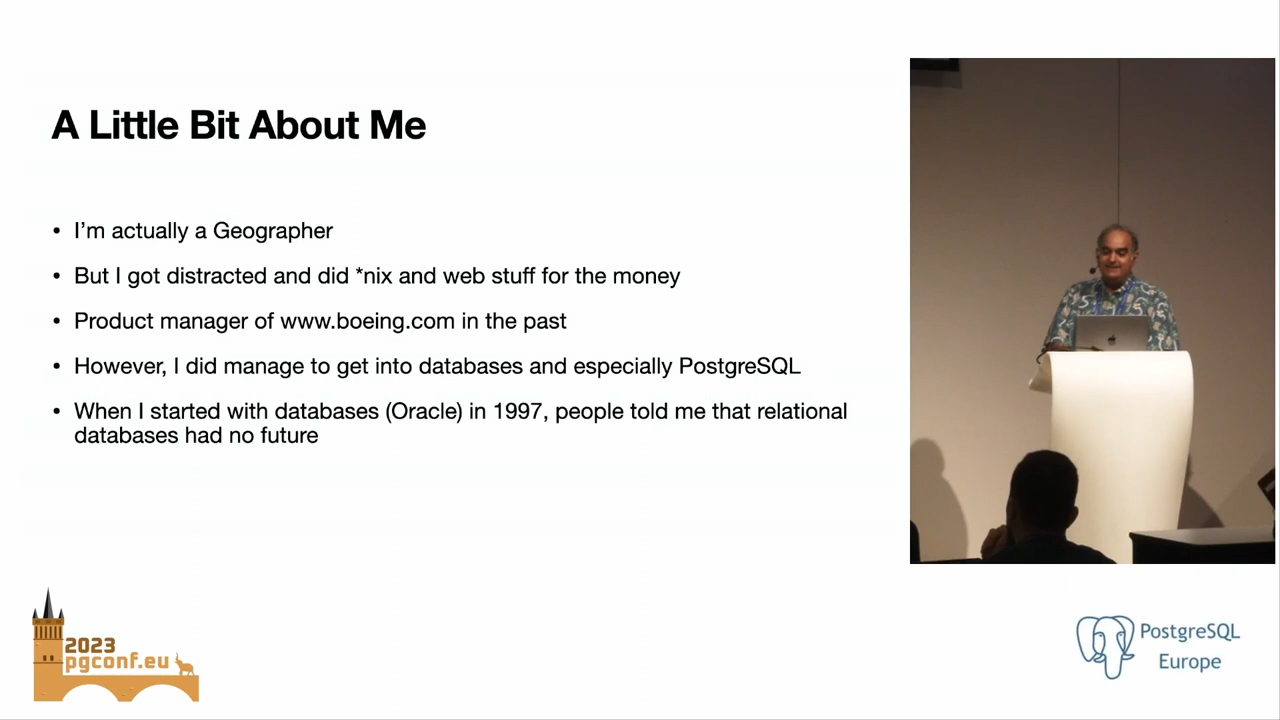 A Little Bit About Me
• I’m actually a Geographer
• But I got distracted and did *nix and web stuff for the money
• Product manager of www.boeing.com in the past
• However, I did manage to get into databases and especially PostgreSQL
• When I started with databases (Oracle) in 1997, people told me that relational
databases had no future
2023
pgconf.eu
PostgreSQL
Europe